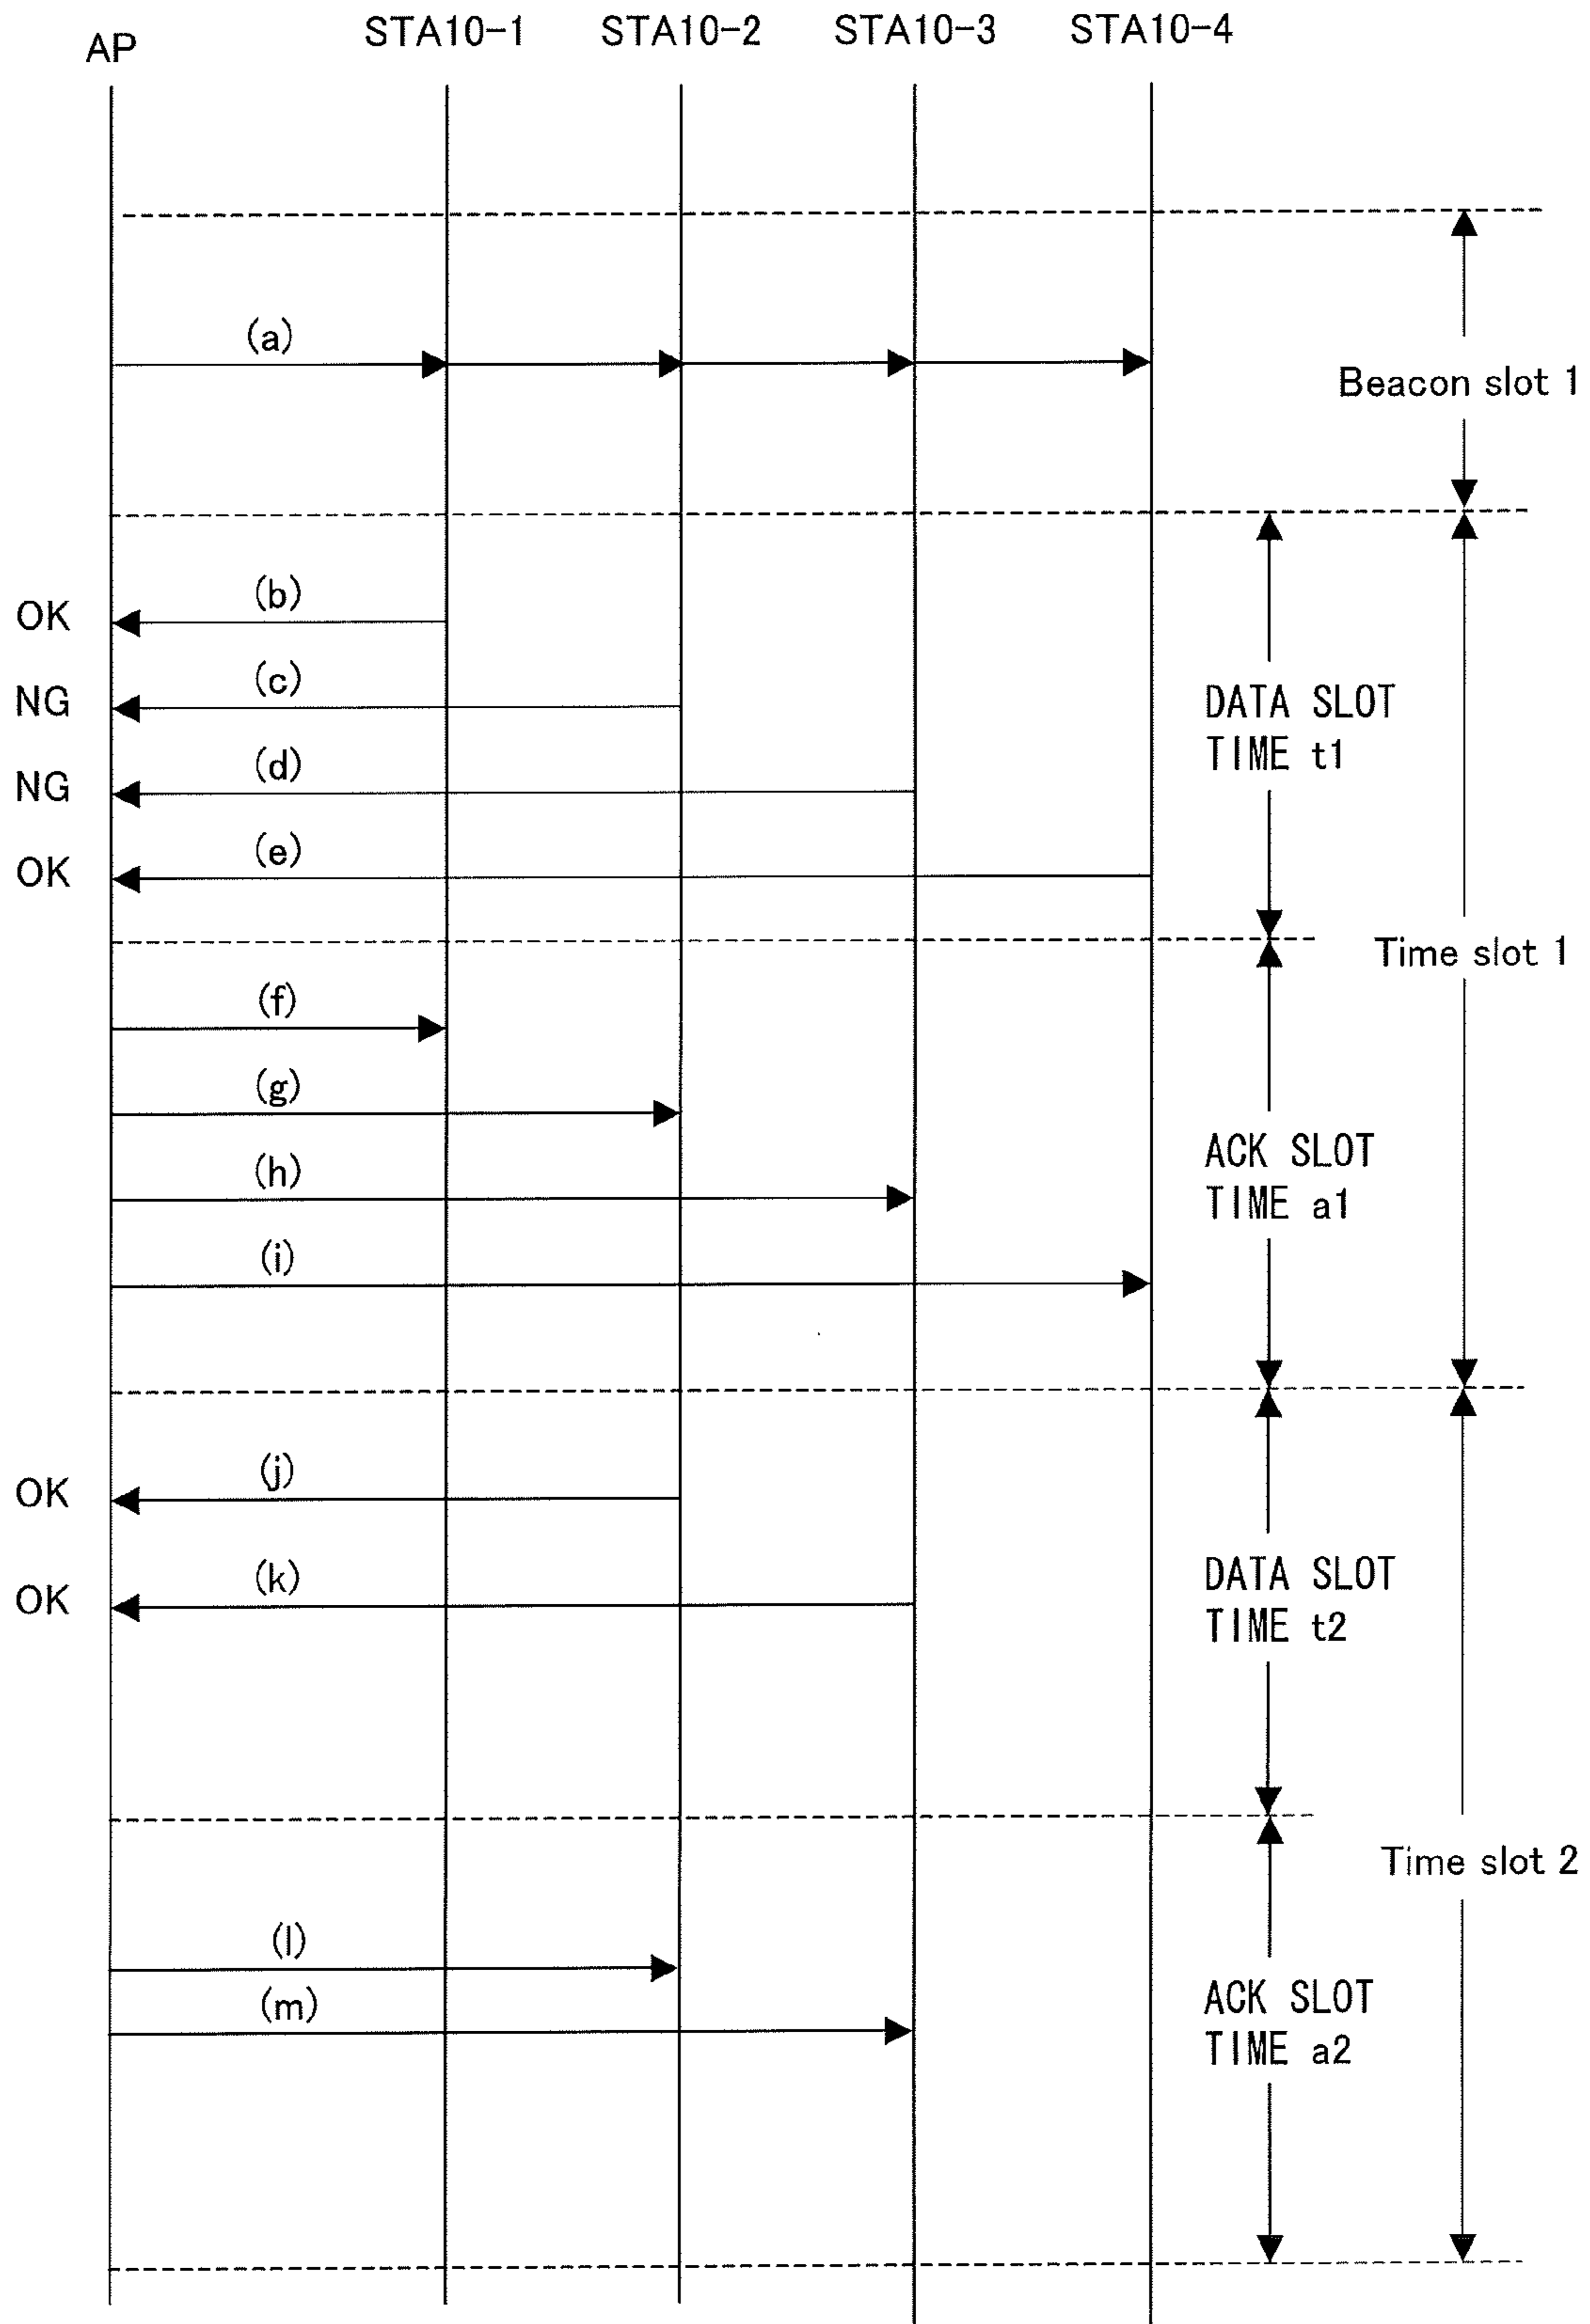 AP
STA10-1
STA10-2
STA10-3
STA10-4
(a)
Beacon slot 1
OK
(b)
NG
(c)
DATA SLOT
TIME t1
NG
(d)
OK
(e)
Time slot 1
(f)
(g)
(h)
ACK SLOT
TIME a1
(i)
OK
(j)
OK
(k)
DATA SLOT
TIME t2
Time slot 2
(l)
(m)
ACK SLOT
TIME a2